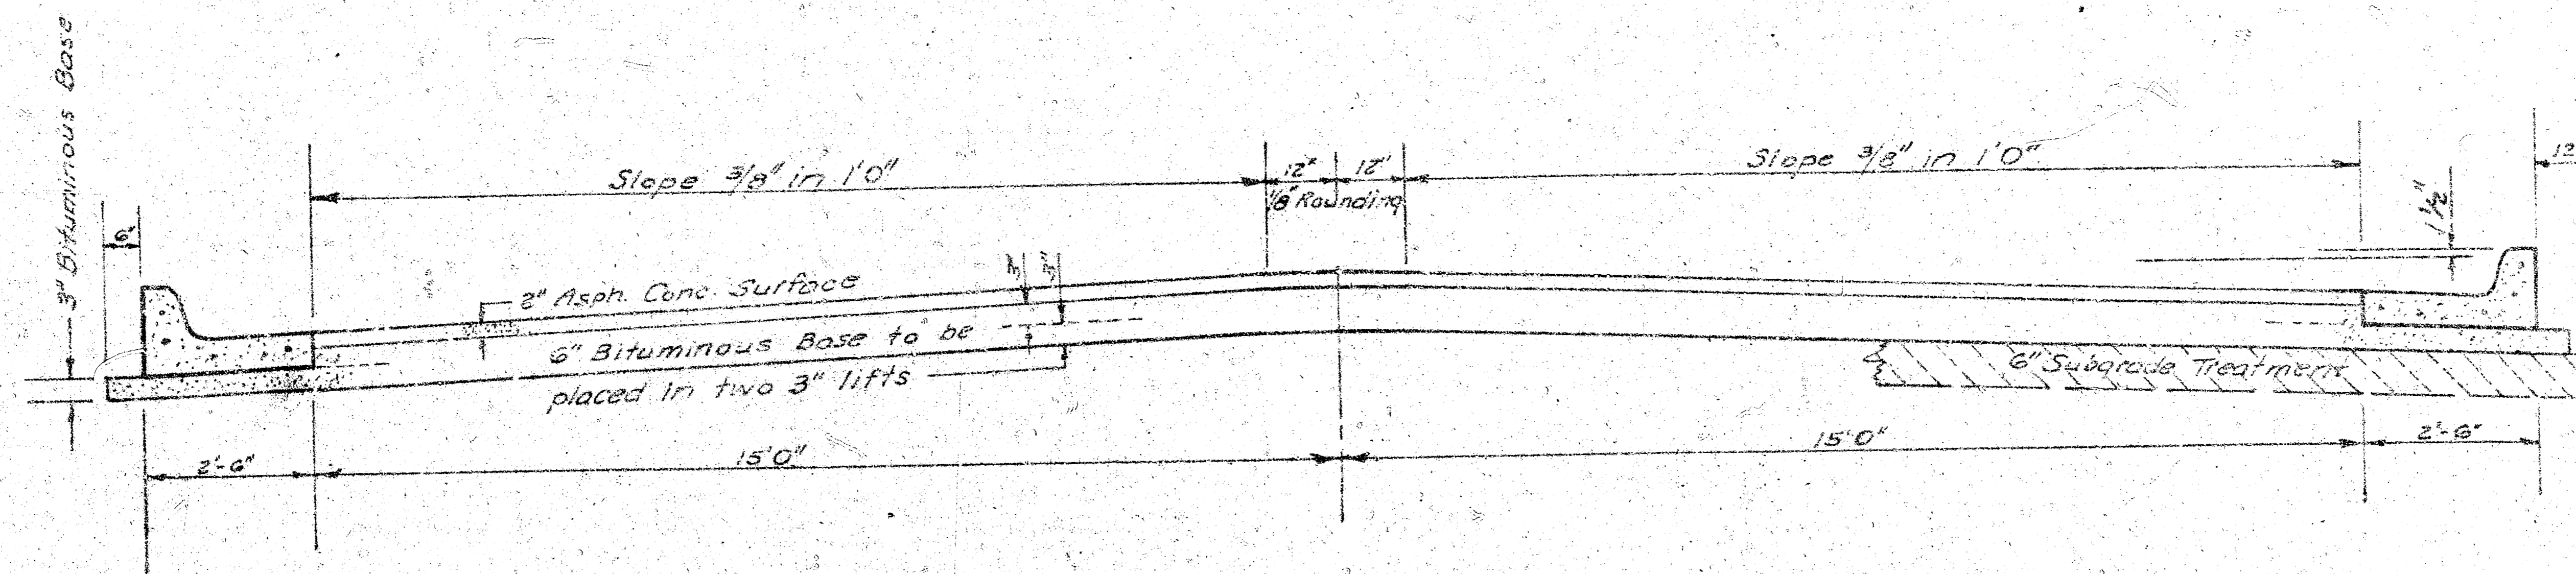 3" Bituminous Base
6"
Slope 3/8" in 1'0"
12" 12"
1/8" Rounding
Slope 3/8" in 1'0"
1 1/2"
12
2" Asph. Conc. Surface
3" 3"
6" Bituminous Base to be
placed in two 3" lifts
6" Subgrade Treatment
2'-6"
15'0"
15'0"
2'-6"